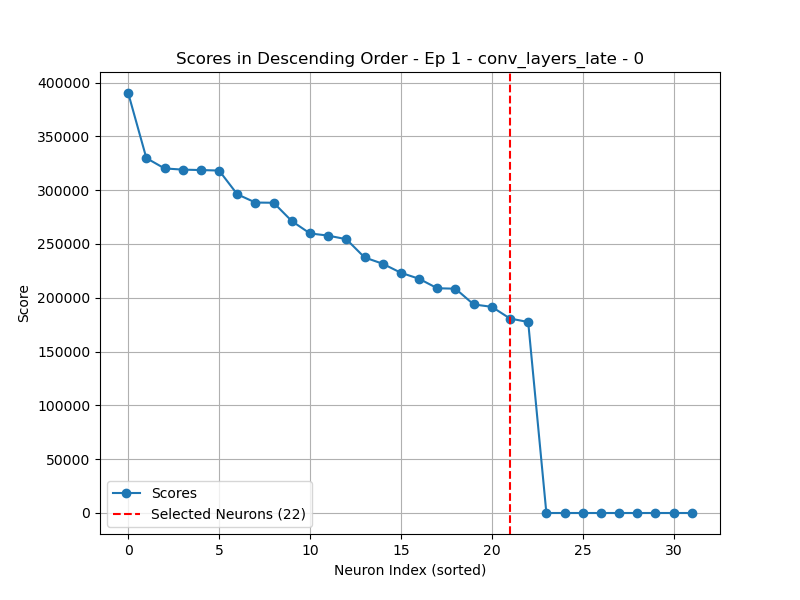 Scores in Descending Order - Ep 1 - conv_layers_late - 0
400000
350000
300000
250000
200000
150000
100000
50000
0
Score
Scores
Selected Neurons (22)
0 5 10 15 20 25 30
Neuron Index (sorted)